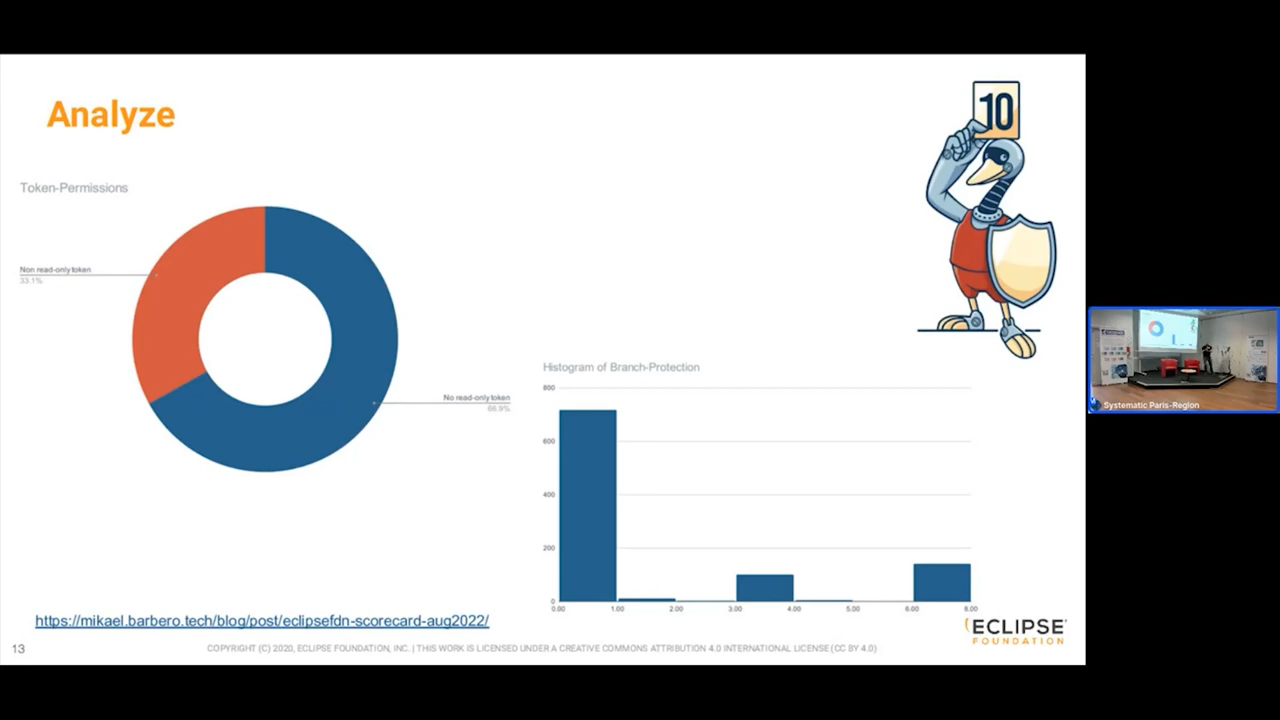 Analyze
10
Token-Permissions
Non read-only token
33.1%
No read-only token
66.9%
Histogram of Branch-Protection
800
600
400
200
0.00 1.00 2.00 3.00 4.00 5.00 6.00 8.00
https://mikael.barbero.tech/blog/post/eclipsefdn-scorecard-aug2022/
ECLIPSE
FOUNDATION
13
COPYRIGHT (C) 2020, ECLIPSE FOUNDATION, INC. | THIS WORK IS LICENSED UNDER A CREATIVE COMMONS ATTRIBUTION 4.0 INTERNATIONAL LICENSE (CC BY 4.0)
Systematic Paris-Region